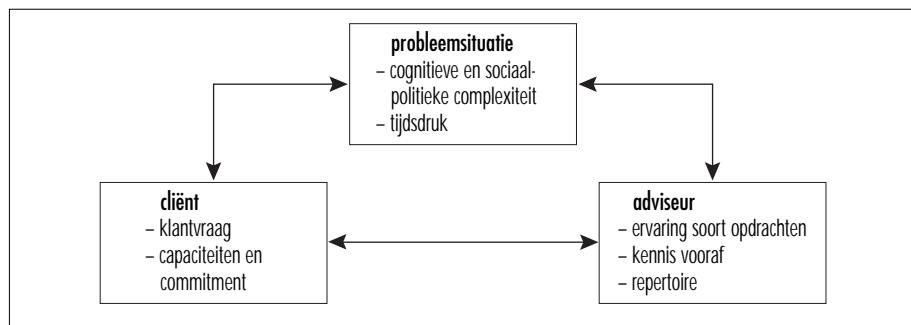 probleemsituatie
– cognitieve en sociaal-
politieke complexiteit
– tijdsdruk
cliënt
– klantvraag
– capaciteiten en
commitment
adviseur
– ervaring soort opdrachten
– kennis vooraf
– repertoire